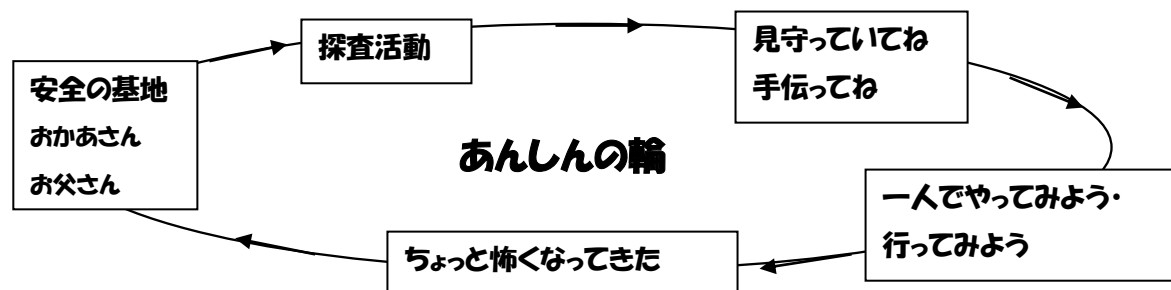 安全の基地
おかあさん
お父さん
探査活動
見守っていてね
手伝ってね
あんしんの輪
一人でやってみよう・
行ってみよう
ちょっと怖くなってきた